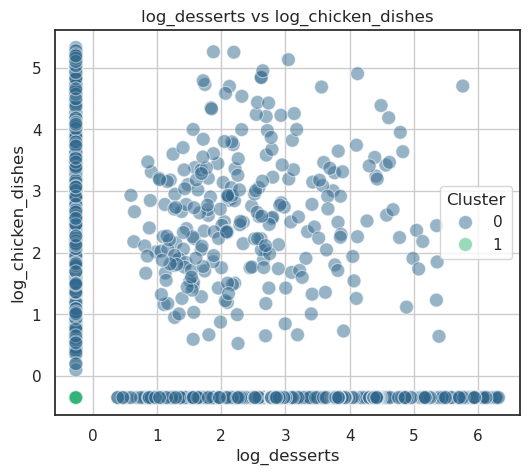 log_desserts vs log_chicken_dishes
log_chicken_dishes
5
4
3
2
1
0
Cluster
0
1
0 1 2 3 4 5 6
log_desserts